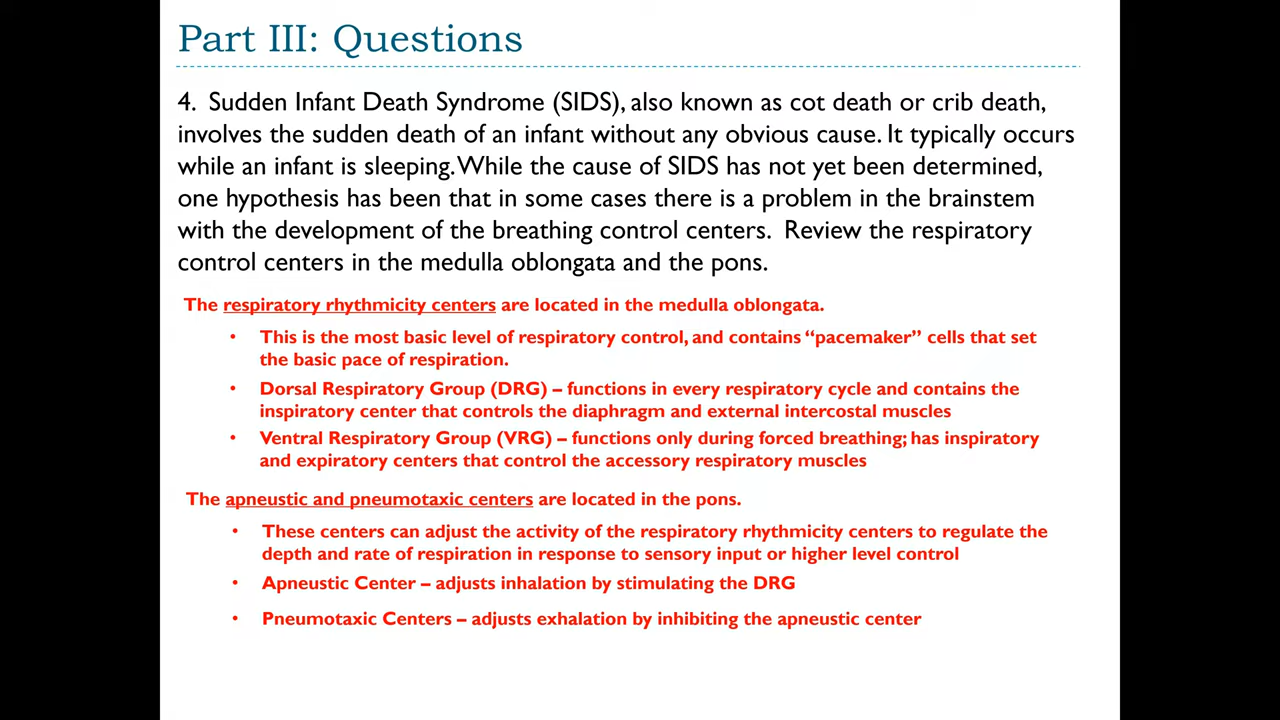 Part III: Questions
4. Sudden Infant Death Syndrome (SIDS), also known as cot death or crib death,
involves the sudden death of an infant without any obvious cause. It typically occurs
while an infant is sleeping. While the cause of SIDS has not yet been determined,
one hypothesis has been that in some cases there is a problem in the brainstem
with the development of the breathing control centers. Review the respiratory
control centers in the medulla oblongata and the pons.
The respiratory rhythmicity centers are located in the medulla oblongata.
• This is the most basic level of respiratory control, and contains “pacemaker” cells that set
the basic pace of respiration.
• Dorsal Respiratory Group (DRG) – functions in every respiratory cycle and contains the
inspiratory center that controls the diaphragm and external intercostal muscles
• Ventral Respiratory Group (VRG) – functions only during forced breathing; has inspiratory
and expiratory centers that control the accessory respiratory muscles
The apneustic and pneumotaxic centers are located in the pons.
• These centers can adjust the activity of the respiratory rhythmicity centers to regulate the
depth and rate of respiration in response to sensory input or higher level control
• Apneustic Center – adjusts inhalation by stimulating the DRG
• Pneumotaxic Centers – adjusts exhalation by inhibiting the apneustic center